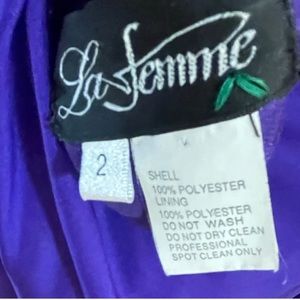 La Femme
2
SHELL
100% POLYESTER
LINING
100% POLYESTER
DO NOT WASH
DO NOT DRY CLEAN
PROFESSIONAL
SPOT CLEAN ONLY